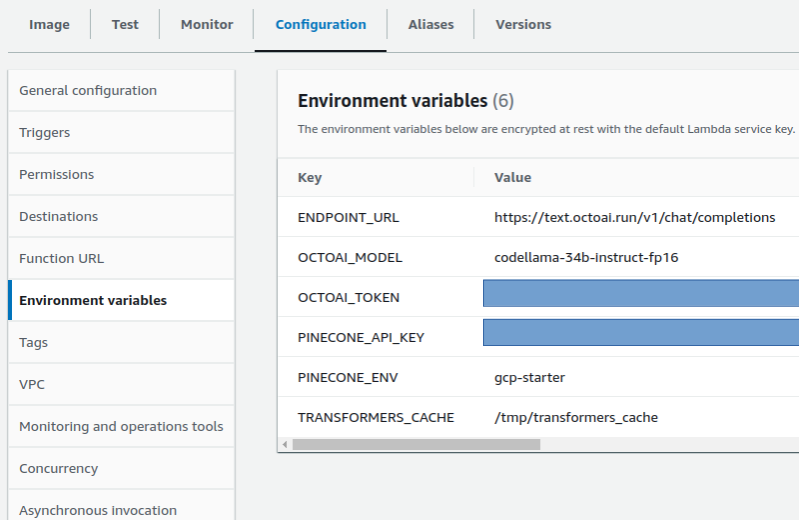 Image Test Monitor Configuration Aliases Versions
General configuration
Triggers
Permissions
Destinations
Function URL
Environment variables
Tags
VPC
Monitoring and operations tools
Concurrency
Asynchronous invocation
Environment variables (6)
The environment variables below are encrypted at rest with the default Lambda service key.
Key Value
ENDPOINT_URL https://text.octoai.run/v1/chat/completions
OCTOAI_MODEL codellama-34b-instruct-fp16
OCTOAI_TOKEN
PINECONE_API_KEY
PINECONE_ENV gcp-starter
TRANSFORMERS_CACHE /tmp/transformers_cache